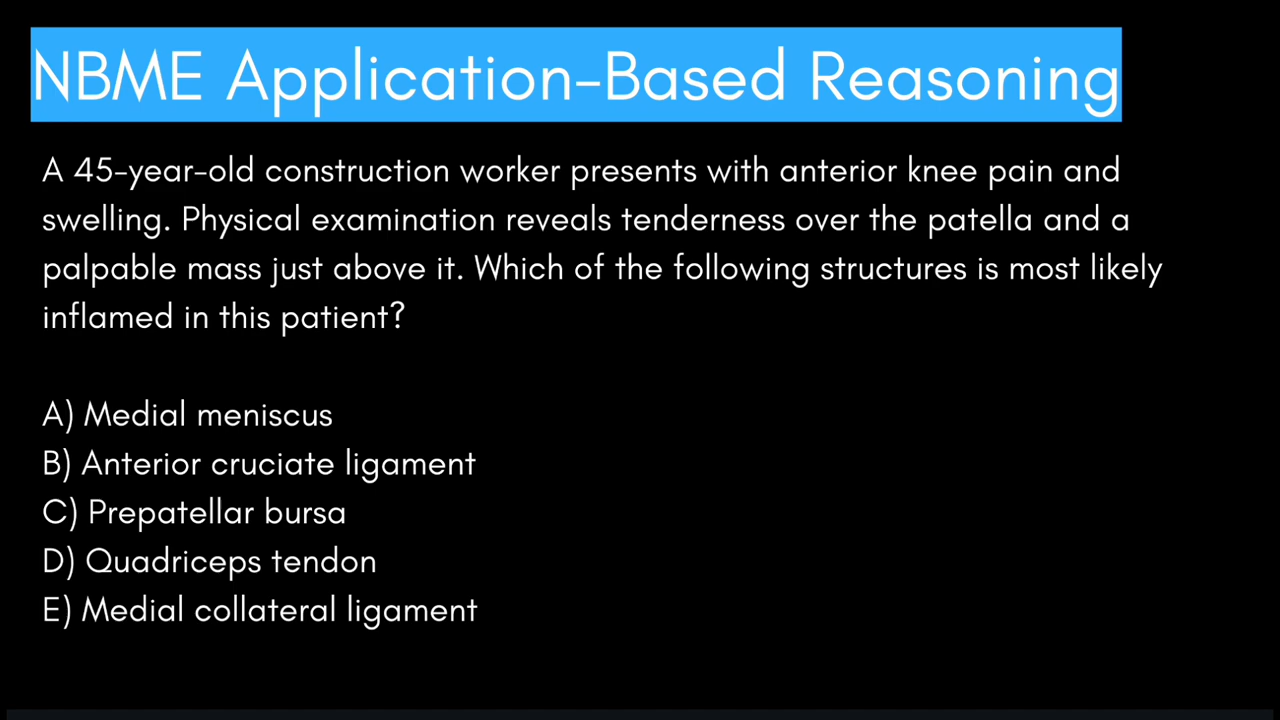 NBME Application-Based Reasoning
A 45-year-old construction worker presents with anterior knee pain and
swelling. Physical examination reveals tenderness over the patella and a
palpable mass just above it. Which of the following structures is most likely
inflamed in this patient?
A) Medial meniscus
B) Anterior cruciate ligament
C) Prepatellar bursa
D) Quadriceps tendon
E) Medial collateral ligament